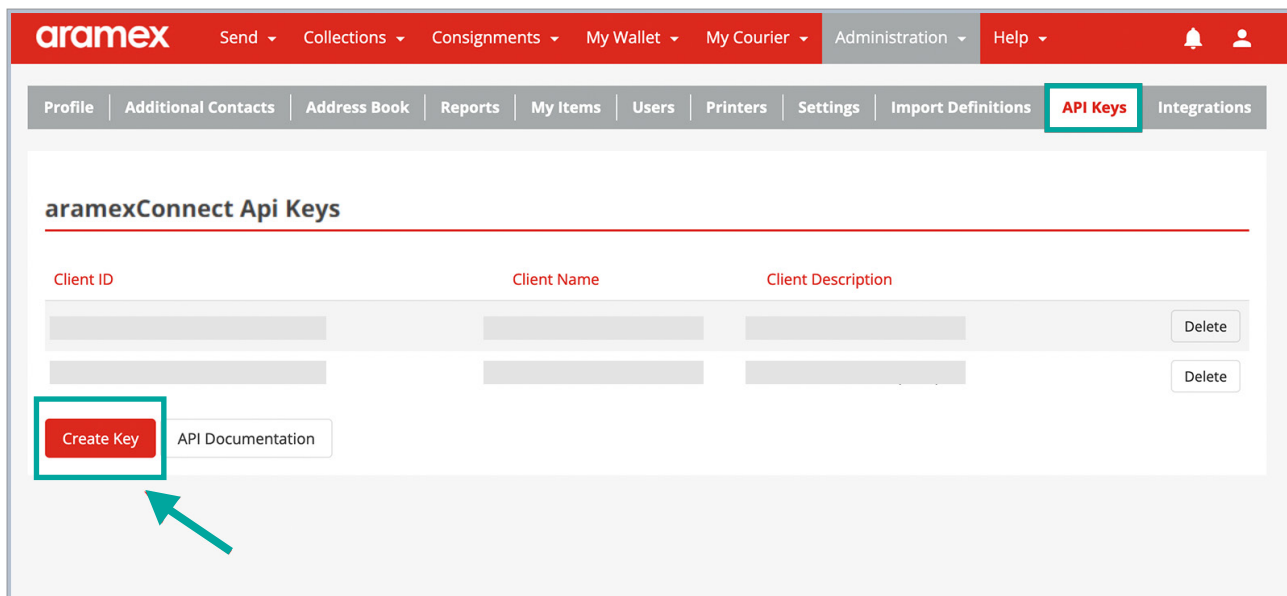 aramex Send Collections Consignments My Wallet My Courier Administration Help
Profile Additional Contacts Address Book Reports My Items Users Printers Settings Import Definitions API Keys Integrations
aramexConnect Api Keys
Client ID Client Name Client Description
Delete
Delete
Create Key API Documentation